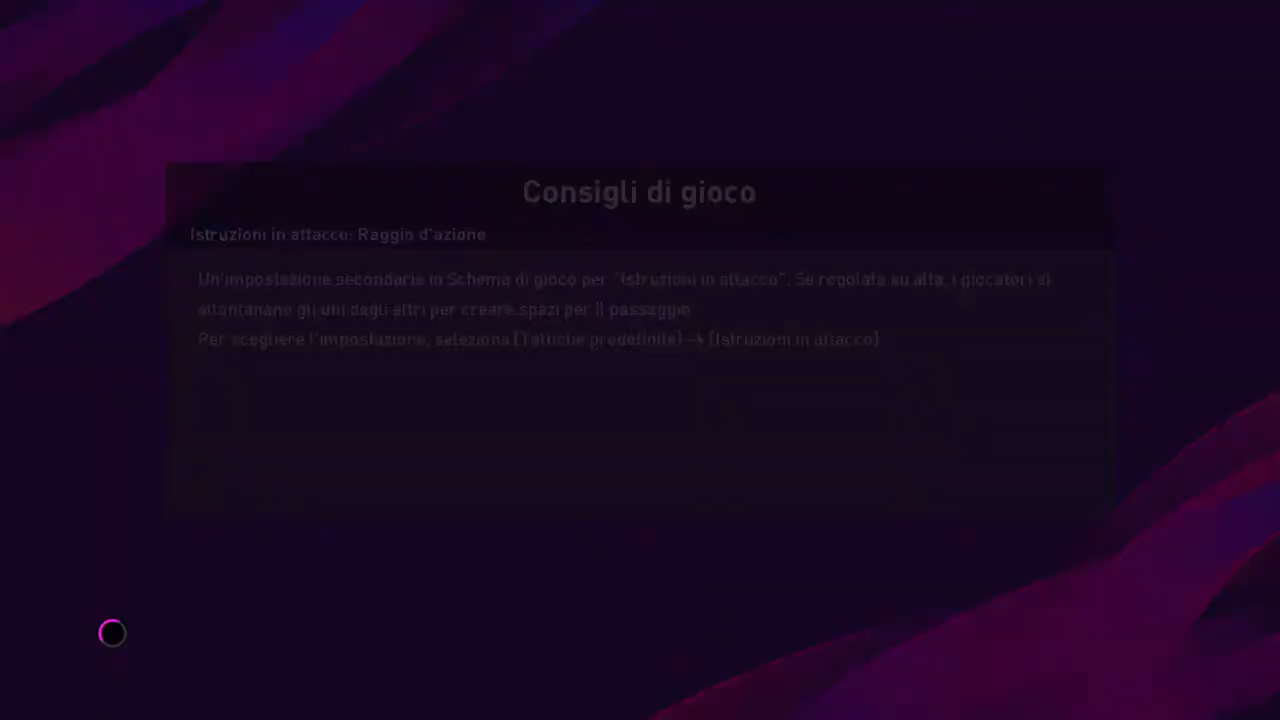 Consigli di gioco
Istruzioni in attacco: Raggio d'azione
Un'impostazione secondaria in Schema di gioco per "Istruzioni in attacco". Se regolata su alta, i giocatori si
allontanano gli uni dagli altri per creare spazi per il passaggio
Per scegliere l'impostazione, seleziona [Tattiche predefinite] → [Istruzioni in attacco]